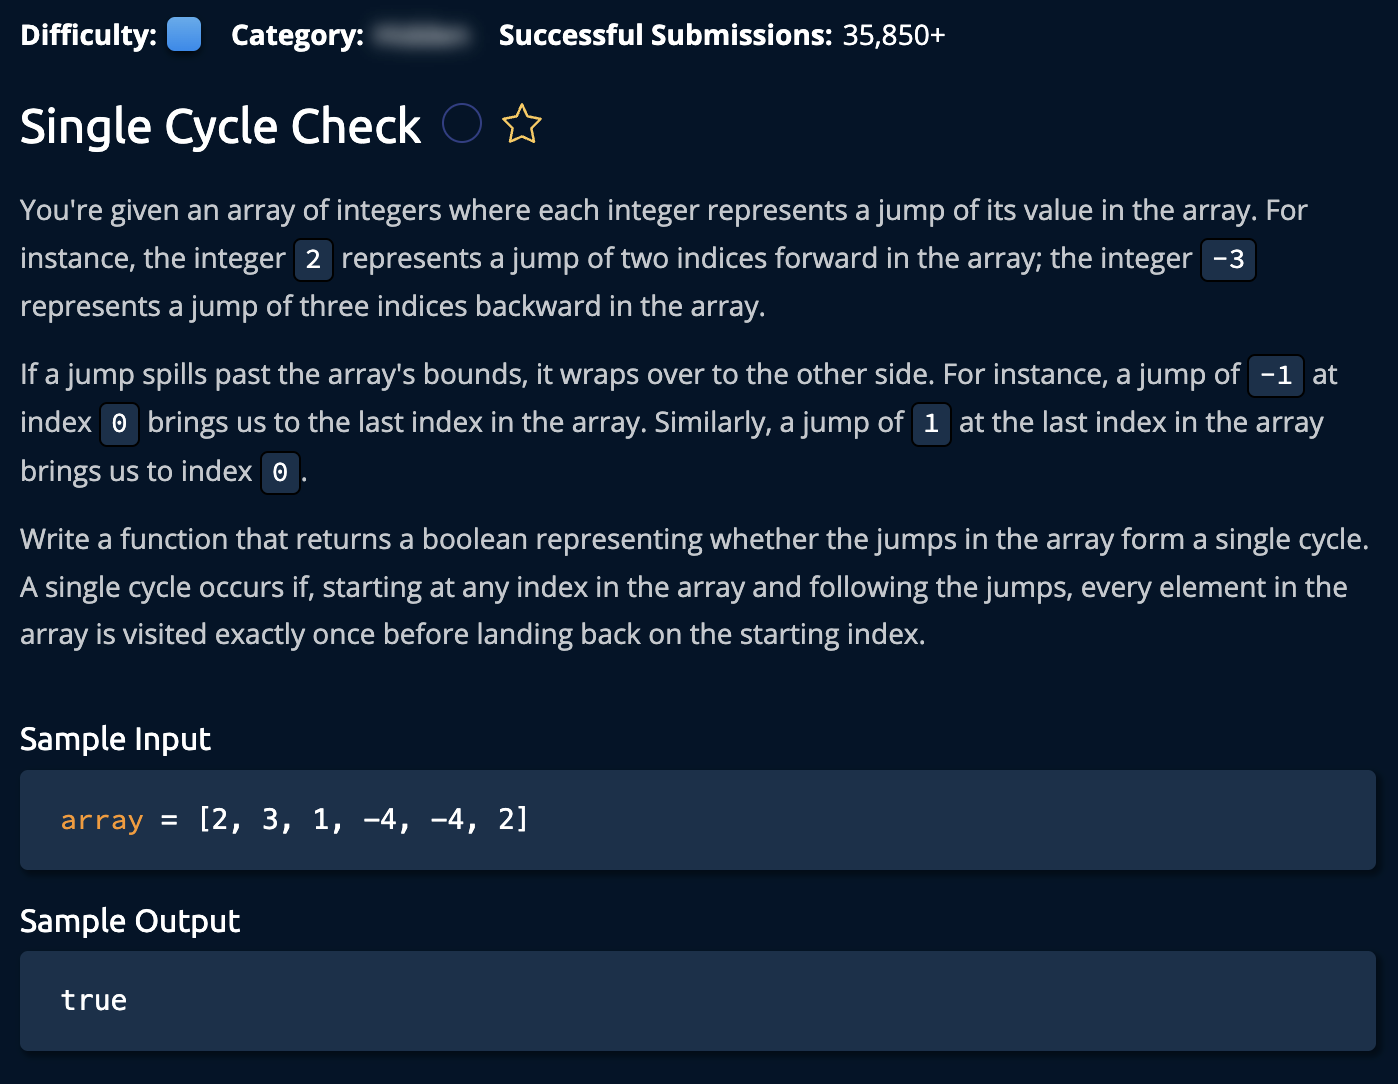 Difficulty: Category: Successful Submissions: 35,850+
Single Cycle Check
You're given an array of integers where each integer represents a jump of its value in the array. For
instance, the integer 2 represents a jump of two indices forward in the array; the integer -3
represents a jump of three indices backward in the array.
If a jump spills past the array's bounds, it wraps over to the other side. For instance, a jump of -1 at
index 0 brings us to the last index in the array. Similarly, a jump of 1 at the last index in the array
brings us to index 0.
Write a function that returns a boolean representing whether the jumps in the array form a single cycle.
A single cycle occurs if, starting at any index in the array and following the jumps, every element in the
array is visited exactly once before landing back on the starting index.
Sample Input
array = [2, 3, 1, -4, -4, 2]
Sample Output
true